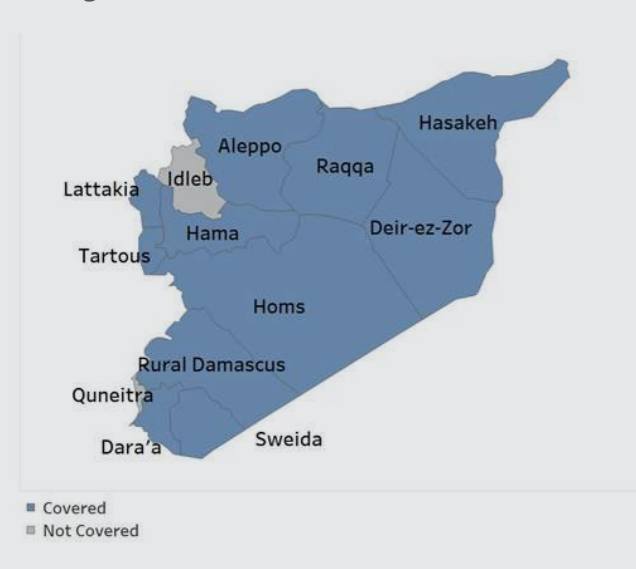 Hasakeh
Aleppo
Raqqa
Idleb
Lattakia
Deir-ez-Zor
Hama
Tartous
Homs
Rural Damascus
Quneitra
Sweida
Dara'a
Covered
Not Covered